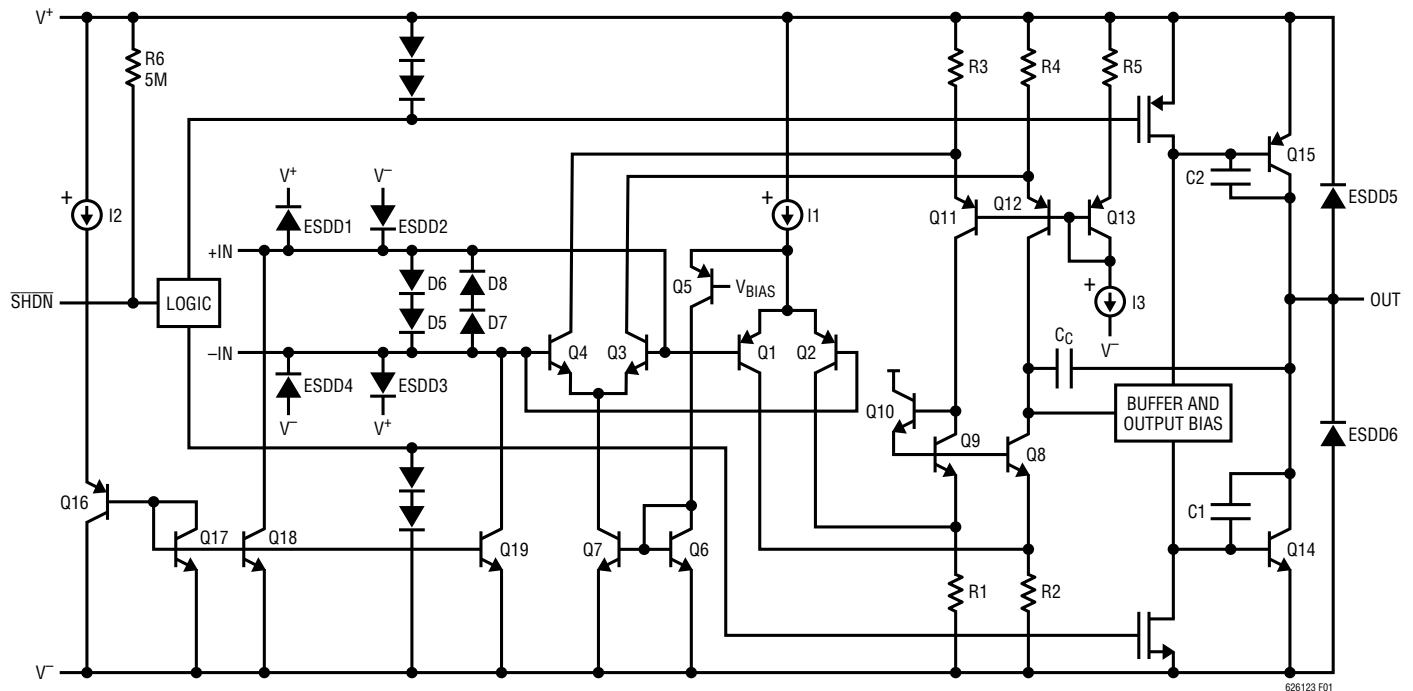 V+
R6
5M
R3
R4
R5
Q15
C2
ESDD5
V+
V−
+
I2
ESDD1
ESDD2
+
I1
Q11
Q12
Q13
+IN
D6
D8
Q5
VBIAS
+
I3
SHDN
LOGIC
OUT
D5
D7
V−
−IN
Q4
Q3
Q1
Q2
CC
ESDD4
ESDD3
V−
V+
Q10
BUFFER AND
OUTPUT BIAS
ESDD6
Q9
Q8
Q16
C1
Q17
Q18
Q19
Q7
Q6
Q14
R1
R2
V−
626123 F01